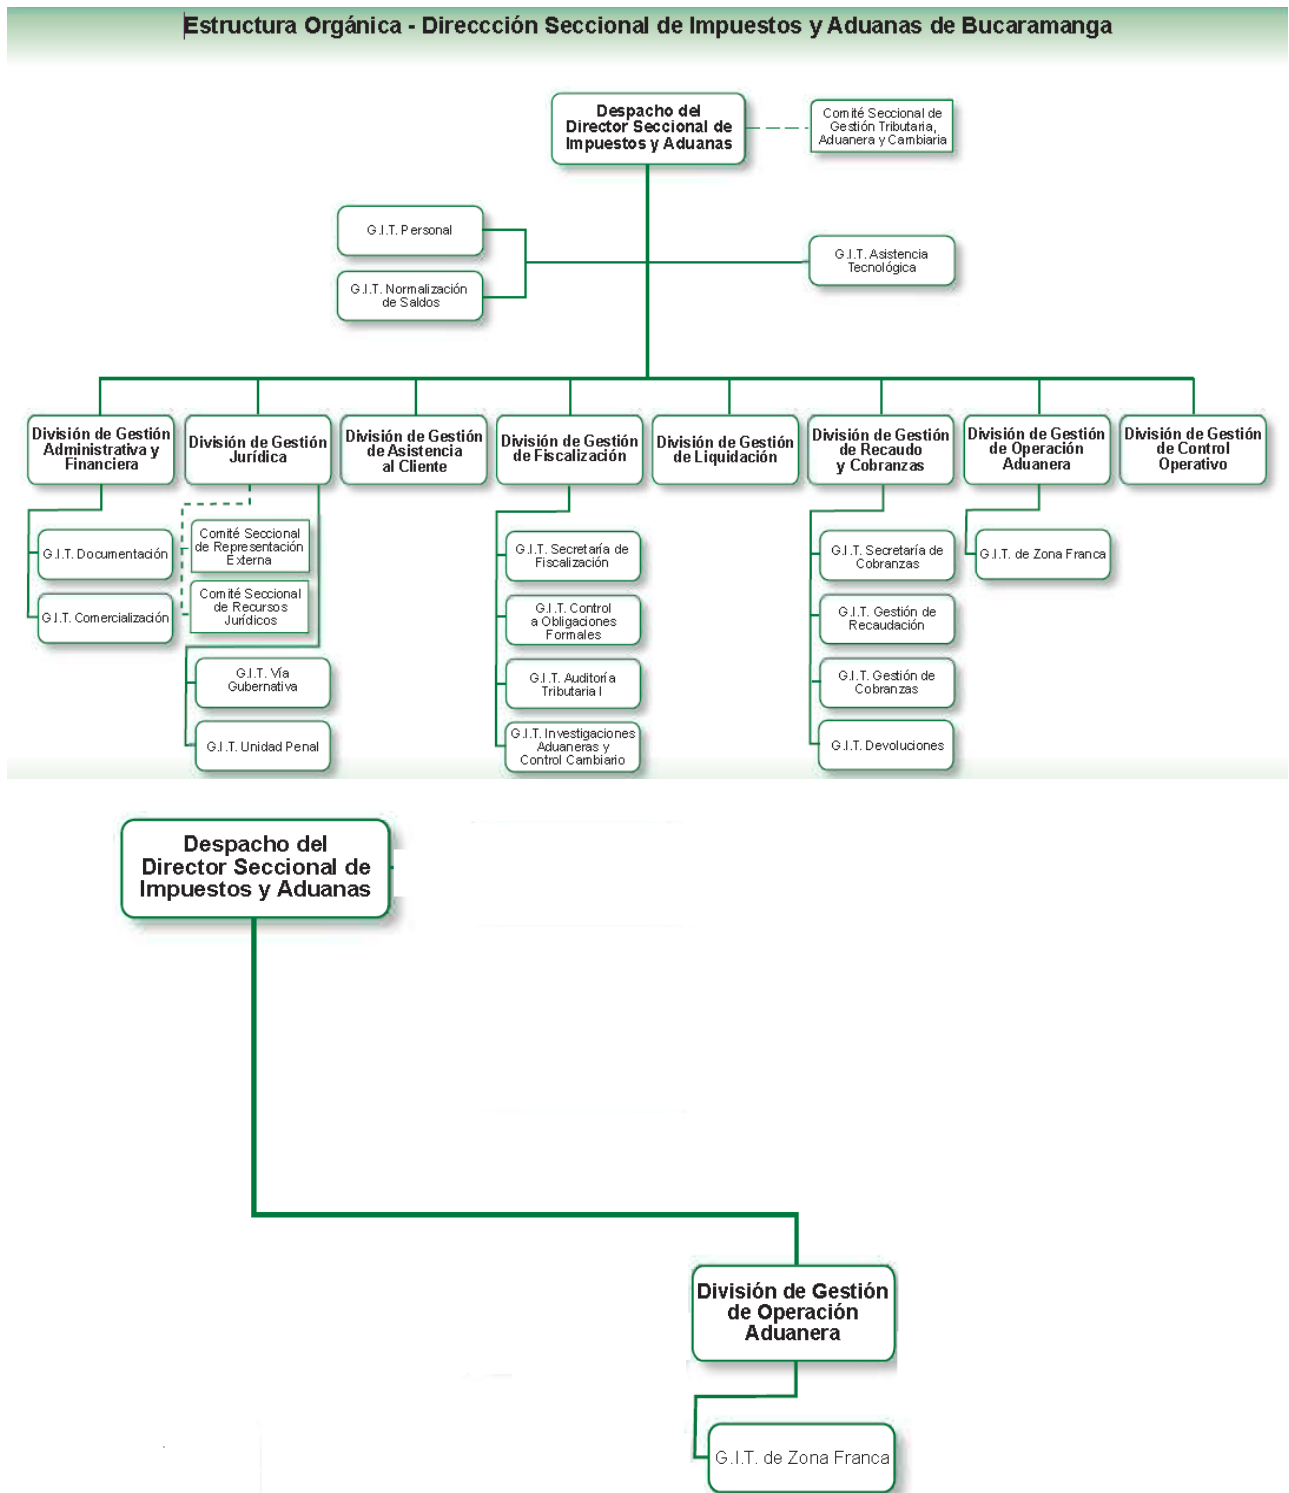 Estructura Orgánica - Direccción Seccional de Impuestos y Aduanas de Bucaramanga
Despacho del
Director Seccional de
Impuestos y Aduanas
Comité Seccional de
Gestión Tributaria,
Aduanera y Cambiaria
G.I.T. Personal
G.I.T. Normalización
de Saldos
G.I.T. Asistencia
Tecnológica
División de Gestión
Administrativa y
Financiera
División de Gestión
Jurídica
División de Gestión
de Asistencia
al Cliente
División de Gestión
de Fiscalización
División de Gestión
de Liquidación
División de Gestión
de Recaudo
y Cobranzas
División de Gestión
de Operación
Aduanera
División de Gestión
de Control
Operativo
G.I.T. Documentación
G.I.T. Comercialización
Comité Seccional
de Representación
Externa
Comité Seccional
de Recursos
Jurídicos
G.I.T. Vía
Gubernativa
G.I.T. Unidad Penal
G.I.T. Secretaría de
Fiscalización
G.I.T. Control
a Obligaciones
Formales
G.I.T. Auditoría
Tributaria I
G.I.T. Investigaciones
Aduaneras y
Control Cambiario
G.I.T. Secretaría de
Cobranzas
G.I.T. Gestión de
Recaudación
G.I.T. Gestión de
Cobranzas
G.I.T. Devoluciones
G.I.T. de Zona Franca
Despacho del
Director Seccional de
Impuestos y Aduanas
División de Gestión
de Operación
Aduanera
G.I.T. de Zona Franca